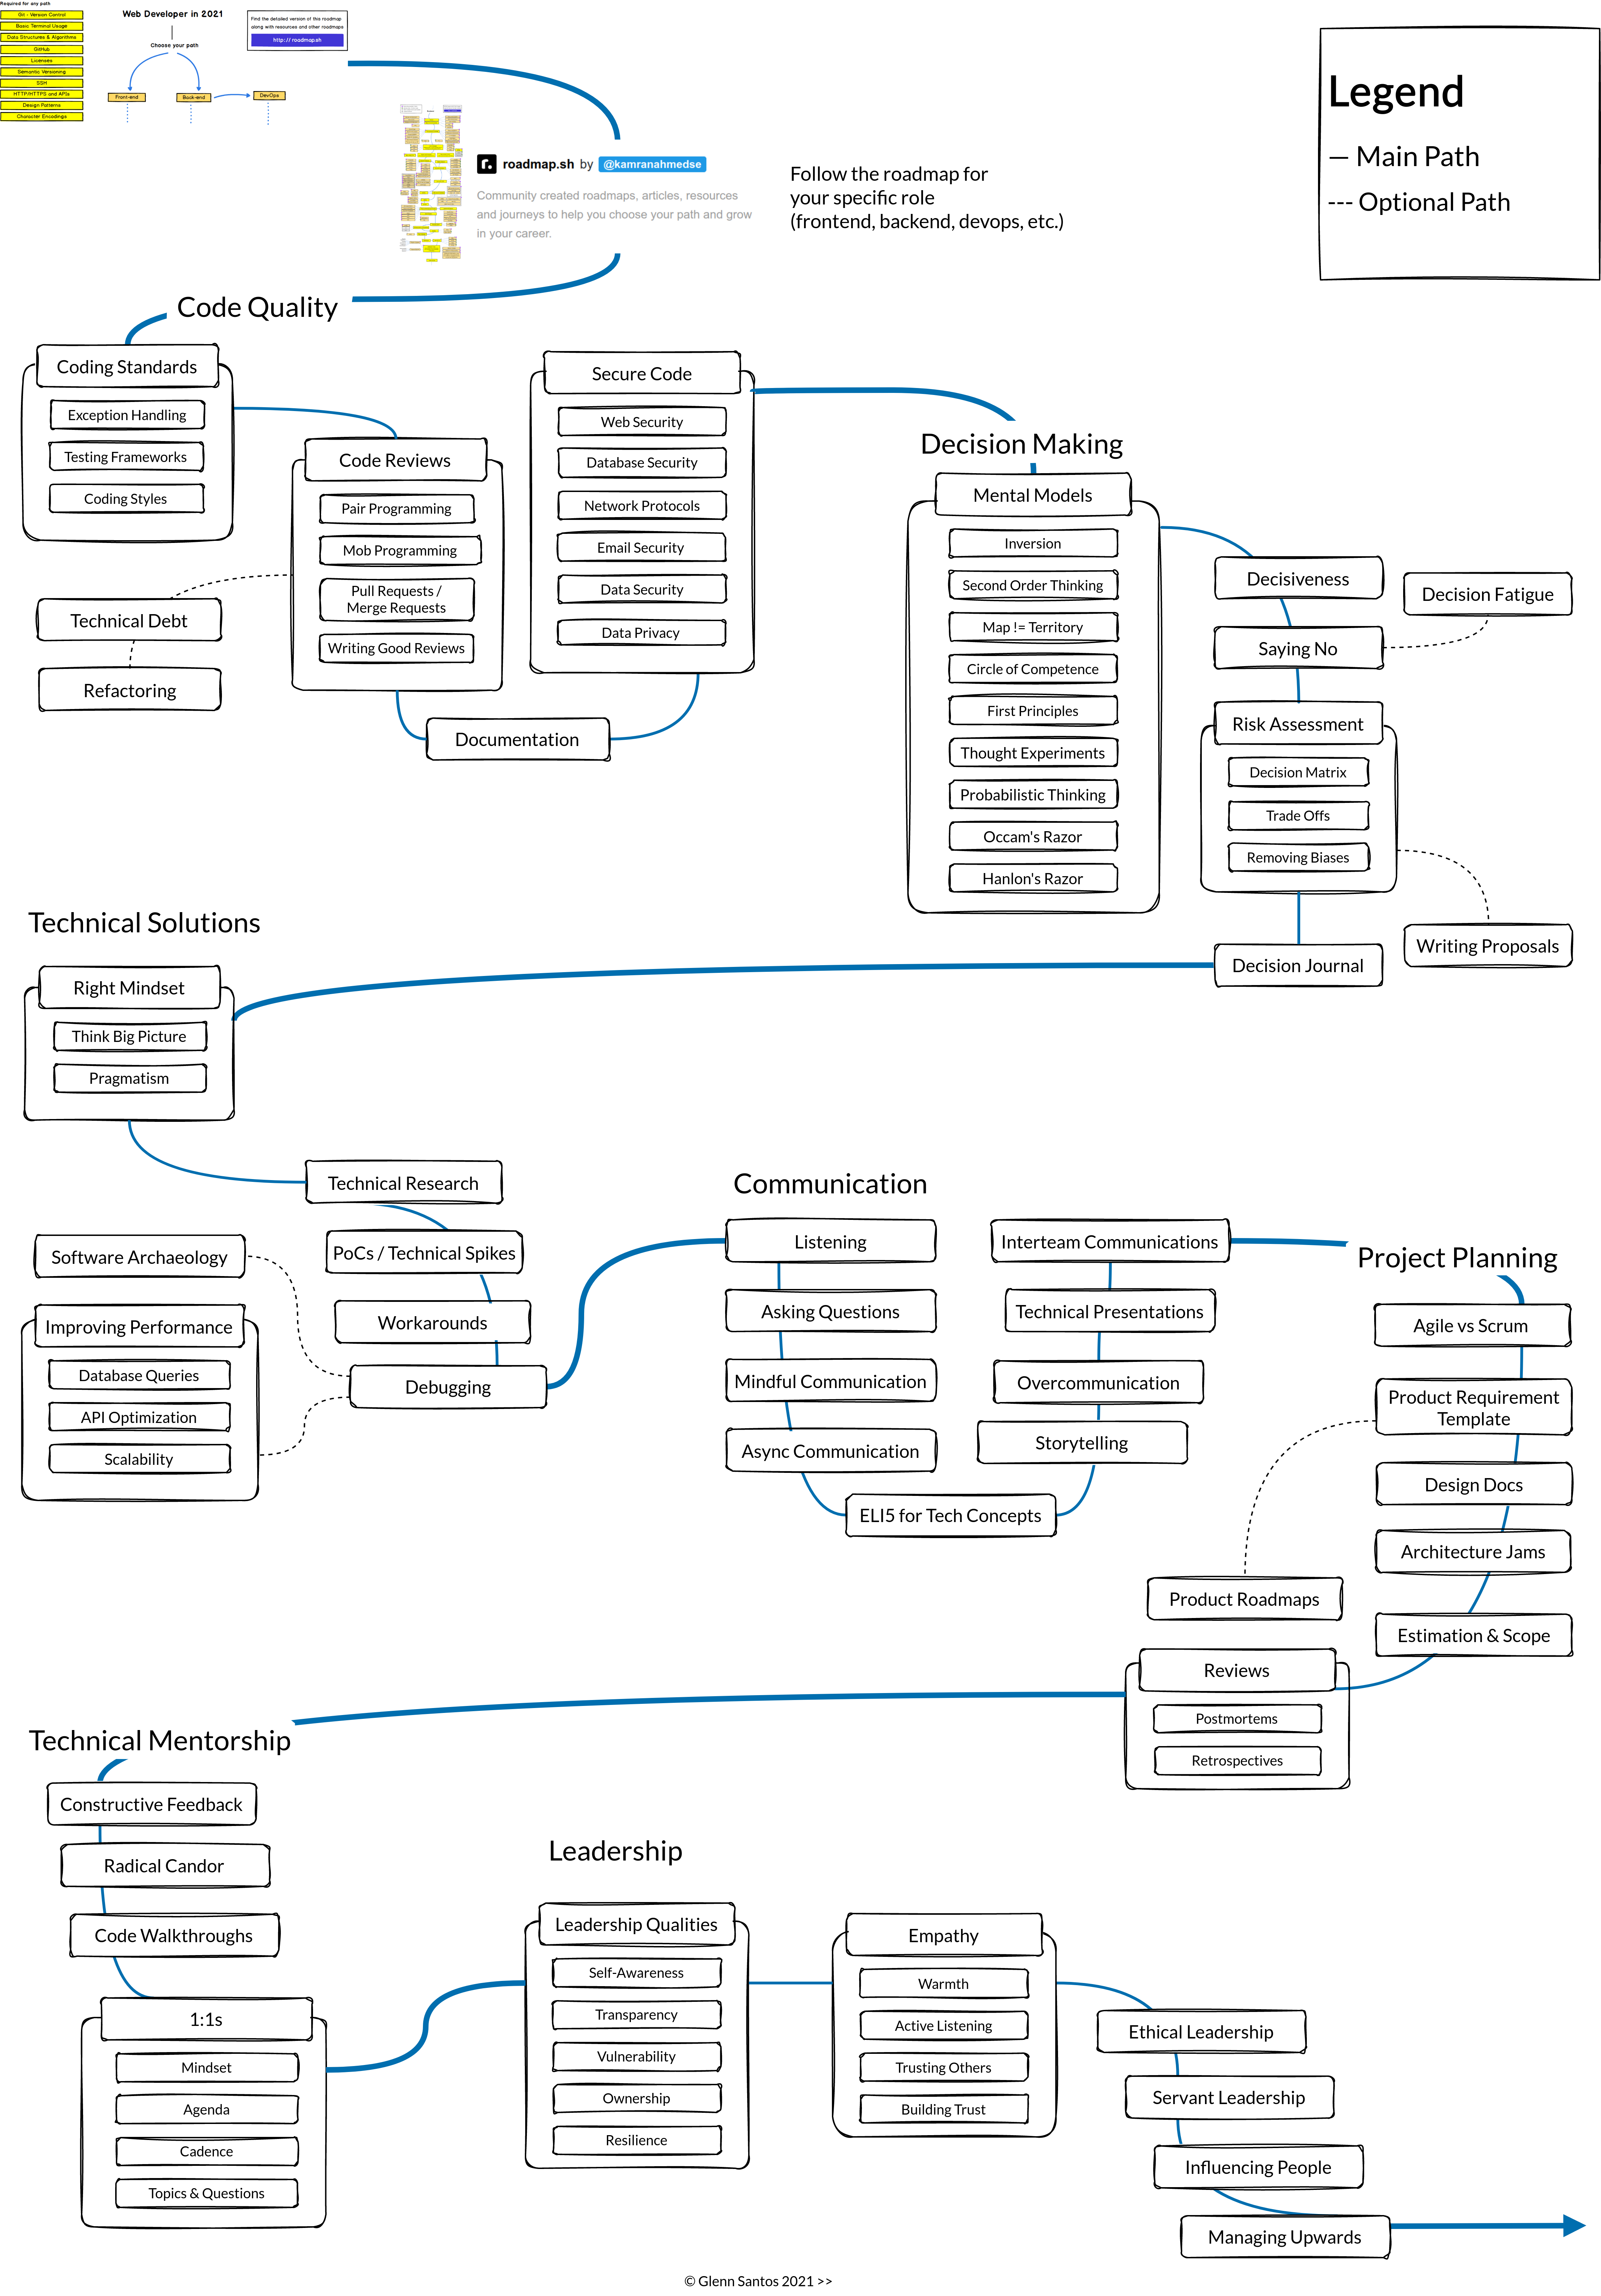 Required for any path
Git - Version Control
Basic Terminal Usage
Data Structures & Algorithms
GitHub
Licenses
Semantic Versioning
SSH
HTTP/HTTPS and APIs
Design Patterns
Character Encodings
Web Developer in 2021
Choose your path
Front-end
Back-end
DevOps
Find the detailed version of this roadmap
along with resources and other roadmaps
http://roadmap.sh
roadmap.sh by @kamranahmedse
Community created roadmaps, articles, resources
and journeys to help you choose your path and grow
in your career.
Follow the roadmap for
your specific role
(frontend, backend, devops, etc.)
Legend
— Main Path
--- Optional Path
Code Quality
Coding Standards
Exception Handling
Testing Frameworks
Coding Styles
Code Reviews
Pair Programming
Mob Programming
Pull Requests /
Merge Requests
Writing Good Reviews
Technical Debt
Refactoring
Documentation
Secure Code
Web Security
Database Security
Network Protocols
Email Security
Data Security
Data Privacy
Decision Making
Mental Models
Inversion
Second Order Thinking
Map != Territory
Circle of Competence
First Principles
Thought Experiments
Probabilistic Thinking
Occam's Razor
Hanlon's Razor
Decisiveness
Decision Fatigue
Saying No
Risk Assessment
Decision Matrix
Trade Offs
Removing Biases
Writing Proposals
Decision Journal
Technical Solutions
Right Mindset
Think Big Picture
Pragmatism
Technical Research
PoCs / Technical Spikes
Workarounds
Debugging
Software Archaeology
Improving Performance
Database Queries
API Optimization
Scalability
Communication
Listening
Asking Questions
Mindful Communication
Async Communication
ELI5 for Tech Concepts
Interteam Communications
Technical Presentations
Overcommunication
Storytelling
Project Planning
Agile vs Scrum
Product Requirement
Template
Design Docs
Architecture Jams
Estimation & Scope
Product Roadmaps
Reviews
Postmortems
Retrospectives
Technical Mentorship
Constructive Feedback
Radical Candor
Code Walkthroughs
1:1s
Mindset
Agenda
Cadence
Topics & Questions
Leadership
Leadership Qualities
Self-Awareness
Transparency
Vulnerability
Ownership
Resilience
Empathy
Warmth
Active Listening
Trusting Others
Building Trust
Ethical Leadership
Servant Leadership
Influencing People
Managing Upwards
© Glenn Santos 2021 >>